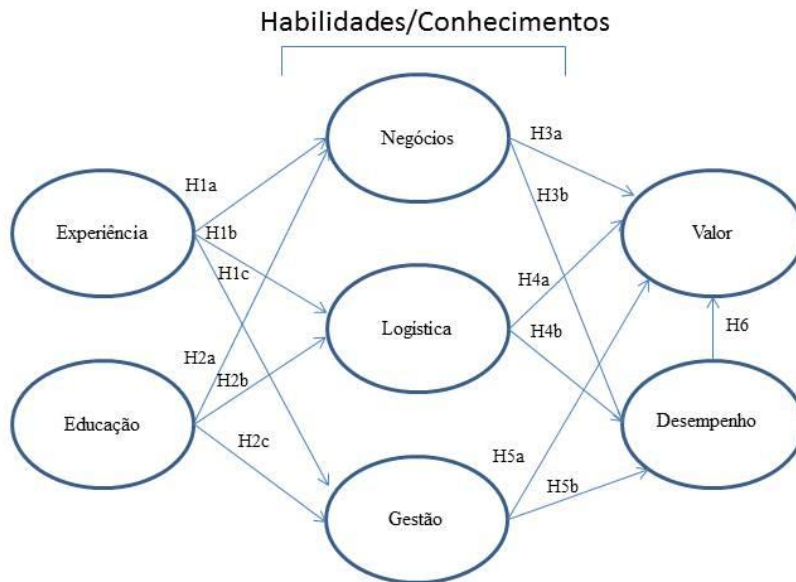 Habilidades/Conhecimentos
Negócios
H3a
H1a
H3b
Experiência
H1b
Valor
H1c
H4a
Logistica
H4b
H6
H2a
H2b
Educação
Desempenho
H2c
H5a
H5b
Gestão